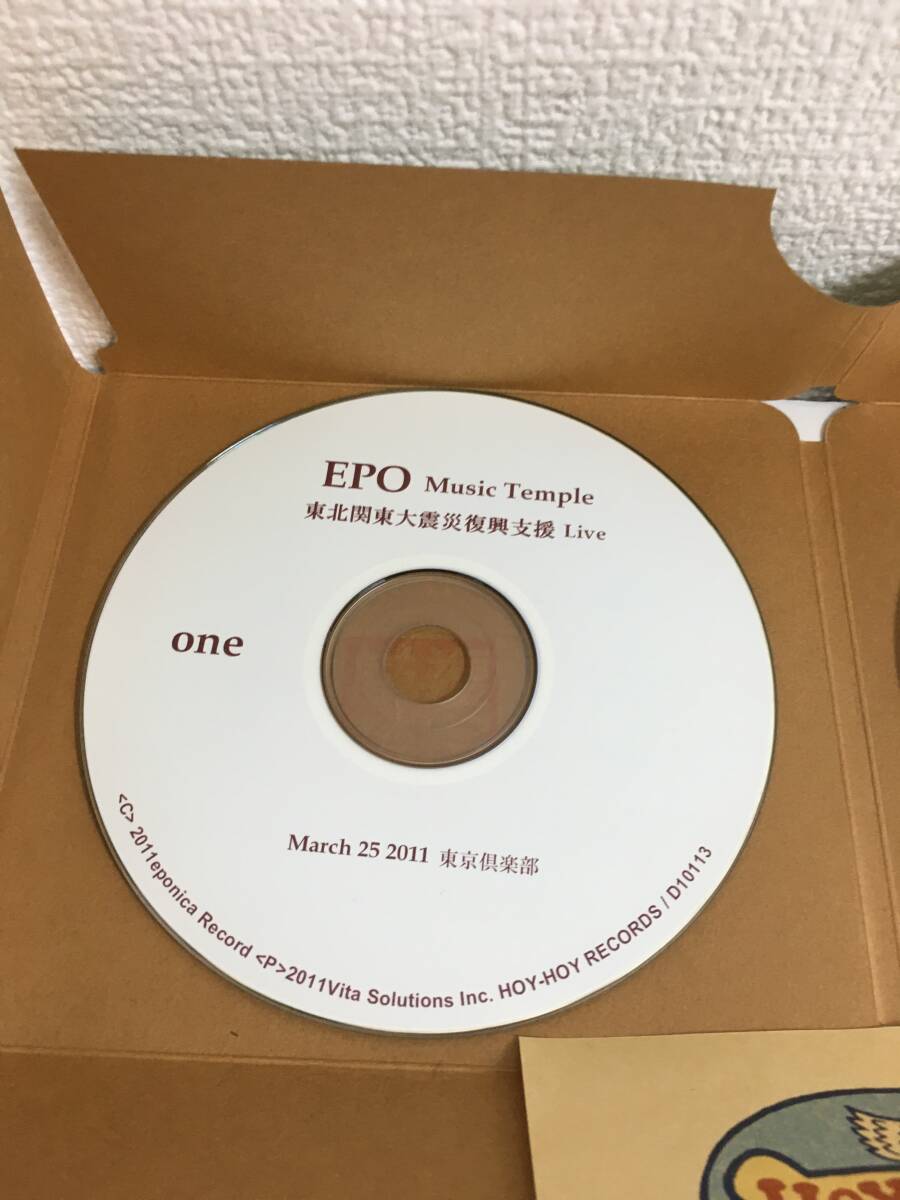 EPO Music Temple
東北関東大震災復興支援 Live
one
March 25 2011 東京倶楽部
<C> 2011eponica Record <P>2011Vita Solutions Inc. HOY-HOY RECORDS / D10113